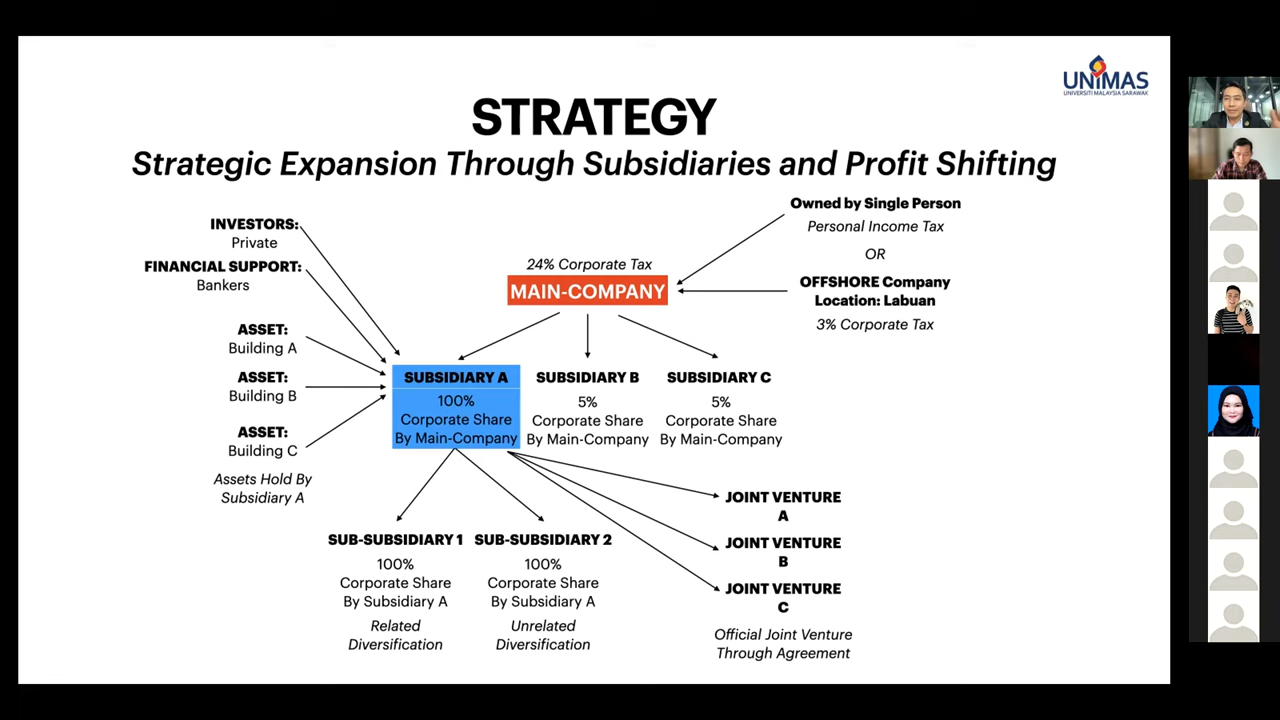 UNIMAS
UNIVERSITI MALAYSIA SARAWAK
STRATEGY
Strategic Expansion Through Subsidiaries and Profit Shifting
INVESTORS:
Private
FINANCIAL SUPPORT:
Bankers
ASSET:
Building A
ASSET:
Building B
ASSET:
Building C
Assets Hold By
Subsidiary A
24% Corporate Tax
MAIN-COMPANY
Owned by Single Person
Personal Income Tax
OR
OFFSHORE Company
Location: Labuan
3% Corporate Tax
SUBSIDIARY A
100%
Corporate Share
By Main-Company
SUBSIDIARY B
5%
Corporate Share
By Main-Company
SUBSIDIARY C
5%
Corporate Share
By Main-Company
SUB-SUBSIDIARY 1
100%
Corporate Share
By Subsidiary A
Related
Diversification
SUB-SUBSIDIARY 2
100%
Corporate Share
By Subsidiary A
Unrelated
Diversification
JOINT VENTURE
A
JOINT VENTURE
B
JOINT VENTURE
C
Official Joint Venture
Through Agreement